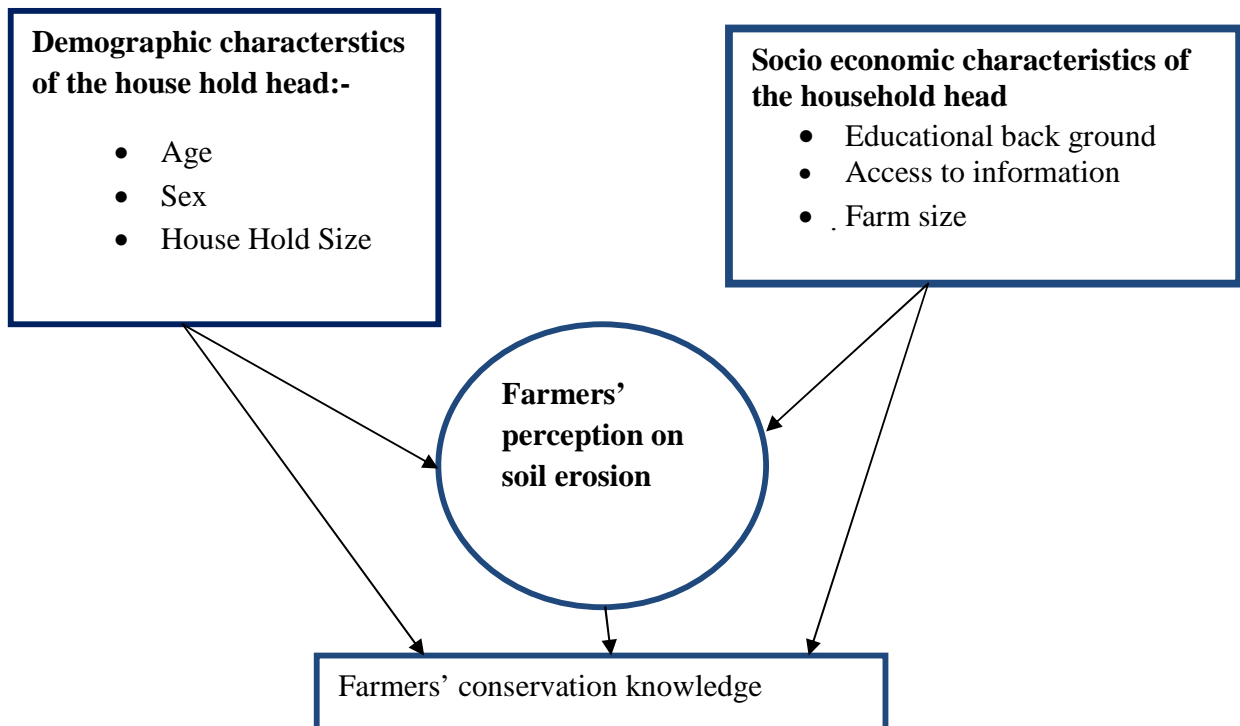 Demographic characterstics
of the house hold head:-
• Age
• Sex
• House Hold Size
Socio economic characteristics of
the household head
• Educational back ground
• Access to information
• . Farm size
Farmers’
perception on
soil erosion
Farmers’ conservation knowledge